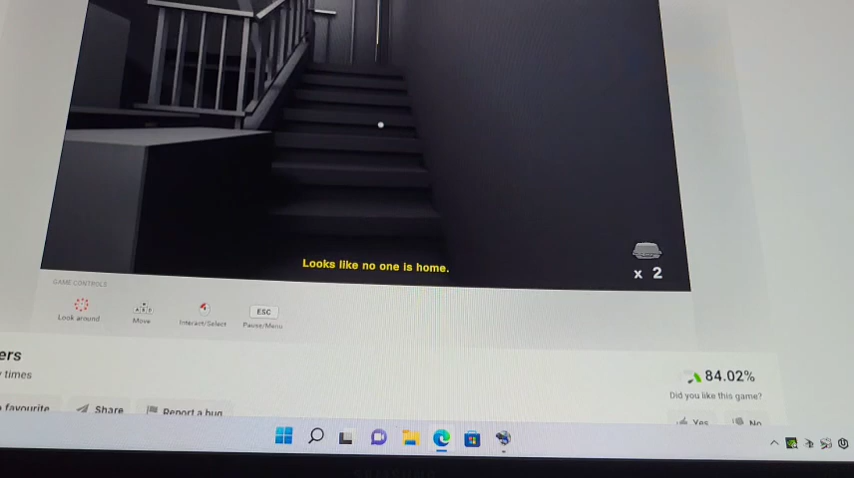 Looks like no one is home.
x 2
GAME CONTROLS
Look around
Move
Interact/Select
ESC
Pause/Menu
ers
times
favourite
Share
Report a bug
84.02%
Did you like this game?
Yes
No